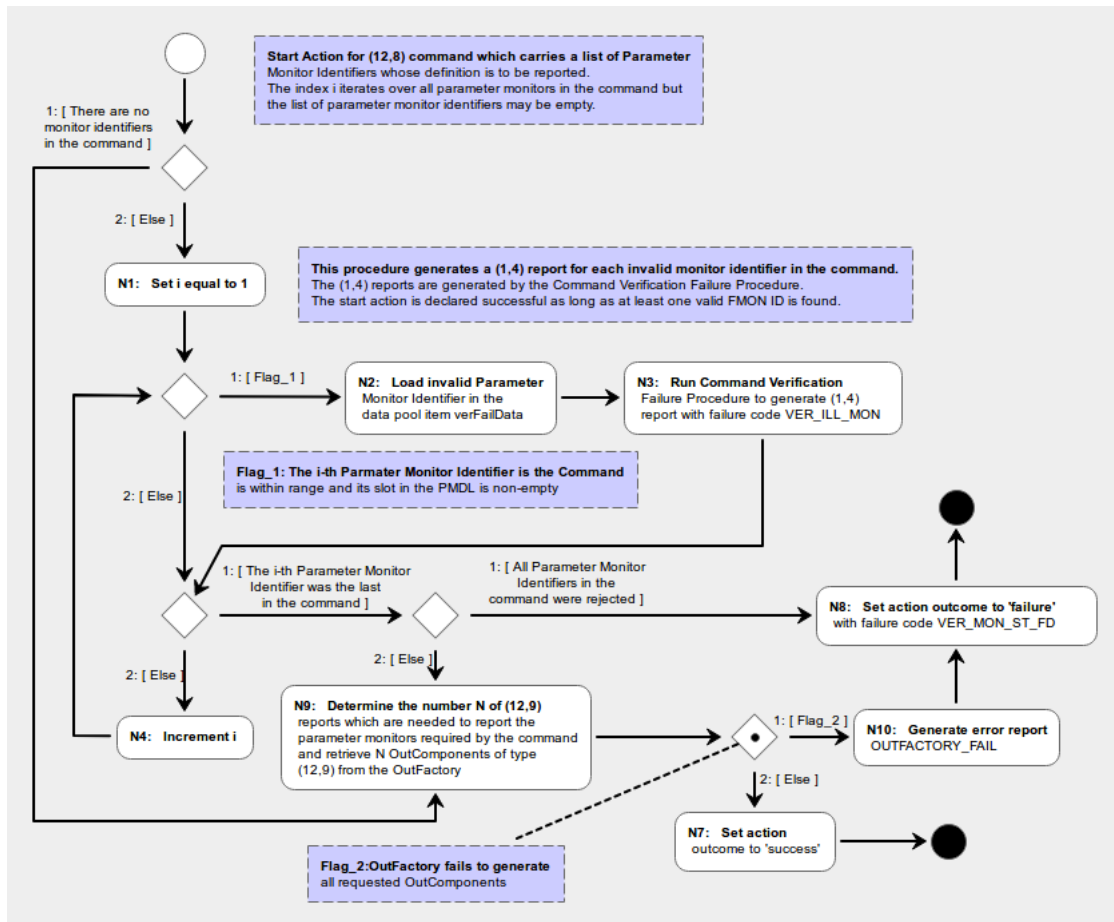 Start Action for (12,8) command which carries a list of Parameter
Monitor Identifiers whose definition is to be reported.
The index i iterates over all parameter monitors in the command but
the list of parameter monitor identifiers may be empty.
1: [ There are no
monitor identifiers
in the command ]
2: [ Else ]
This procedure generates a (1,4) report for each invalid monitor identifier in the command.
The (1,4) reports are generated by the Command Verification Failure Procedure.
The start action is declared successful as long as at least one valid FMON ID is found.
N1: Set i equal to 1
1: [ Flag_1 ]
N2: Load invalid Parameter
Monitor Identifier in the
data pool item verFailData
N3: Run Command Verification
Failure Procedure to generate (1,4)
report with failure code VER_ILL_MON
Flag_1: The i-th Parmater Monitor Identifier is the Command
is within range and its slot in the PMDL is non-empty
2: [ Else ]
1: [ The i-th Parameter Monitor
Identifier was the last
in the command ]
1: [ All Parameter Monitor
Identifiers in the
command were rejected ]
N8: Set action outcome to 'failure'
with failure code VER_MON_ST_FD
2: [ Else ]
2: [ Else ]
N4: Increment i
N9: Determine the number N of (12,9)
reports which are needed to report the
parameter monitors required by the command
and retrieve N OutComponents of type
(12,9) from the OutFactory
1: [ Flag_2 ]
N10: Generate error report
OUTFACTORY_FAIL
2: [ Else ]
N7: Set action
outcome to 'success'
Flag_2:OutFactory fails to generate
all requested OutComponents